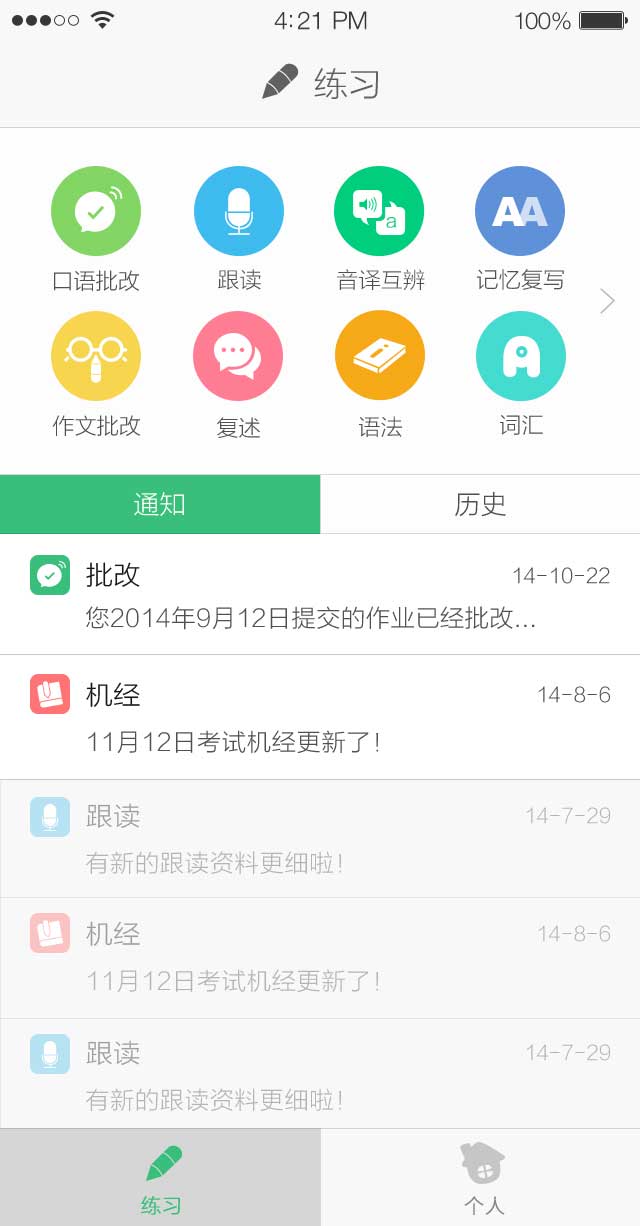 4:21 PM 100%
练习
a AA
口语批改 跟读 音译互辨 记忆复写
作文批改 复述 语法 词汇
通知 历史
批改 14-10-22
您2014年9月12日提交的作业已经批改...
机经 14-8-6
11月12日考试机经更新了!
跟读 14-7-29
有新的跟读资料更细啦!
机经 14-8-6
11月12日考试机经更新了!
跟读 14-7-29
有新的跟读资料更细啦!
练习 个人